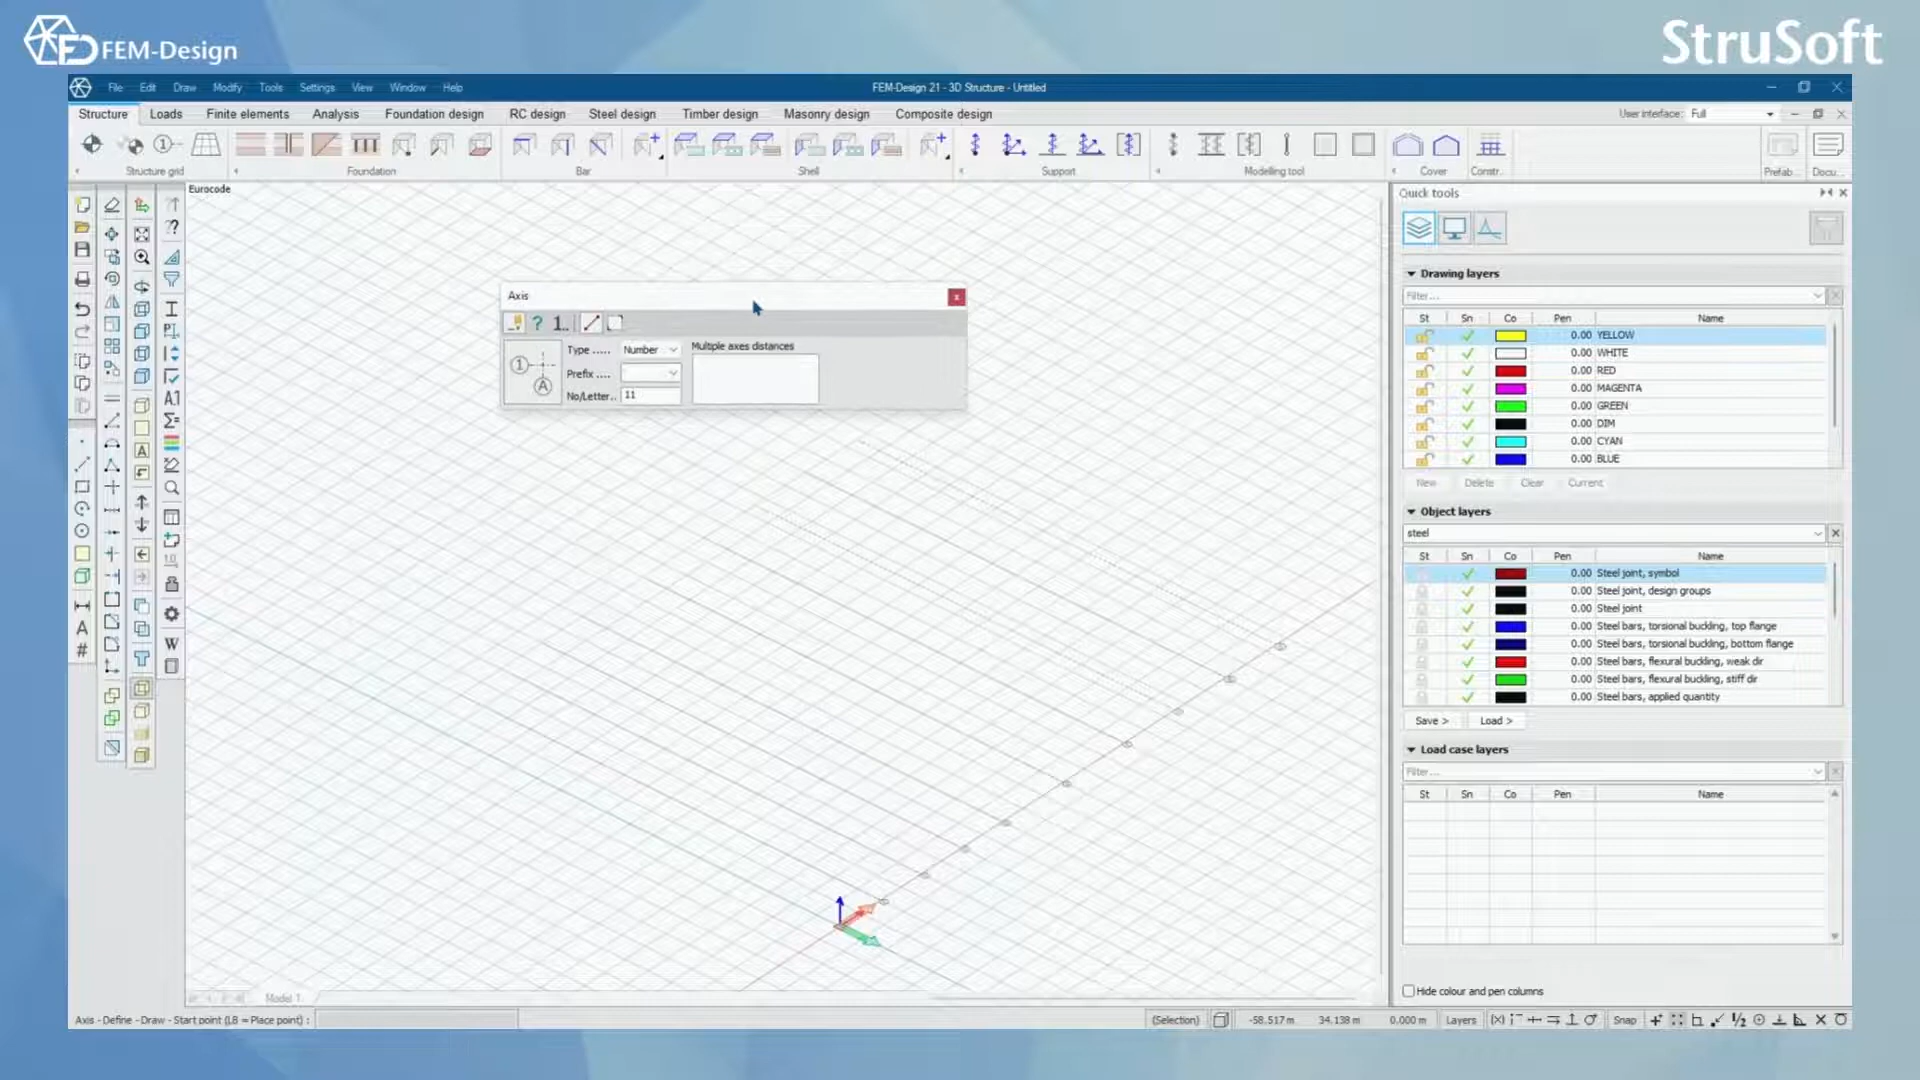 FEM-Design
StruSoft
File Edit Draw Modify Tools Settings View Window Help
FEM-Design 21 - 3D Structure - Untitled
Structure Loads Finite elements Analysis Foundation design RC design Steel design Timber design Masonry design Composite design
User interface: Full
Structure grid Foundation Bar Shell Support Modelling tool Cover Constr... Prefab... Docu...
Eurocode
Quick tools
Axis
? 1..
Type ..... Number
Multiple axes distances
Prefix ....
No/Letter.. 11
1
A
Drawing layers
Filter...
St Sn Co Pen Name
0.00 YELLOW
0.00 WHITE
0.00 RED
0.00 MAGENTA
0.00 GREEN
0.00 DIM
0.00 CYAN
0.00 BLUE
New Delete Clear Current
Object layers
steel
St Sn Co Pen Name
0.00 Steel joint, symbol
0.00 Steel joint, design groups
0.00 Steel joint
0.00 Steel bars, torsional buckling, top flange
0.00 Steel bars, torsional buckling, bottom flange
0.00 Steel bars, flexural buckling, weak dir
0.00 Steel bars, flexural buckling, stiff dir
0.00 Steel bars, applied quantity
Save > Load >
Load case layers
Filter...
St Sn Co Pen Name
Hide colour and pen columns
Model 1
Axis - Define - Draw - Start point (LB = Place point) :
(Selection) -58.517 m 34.138 m 0.000 m Layers Snap